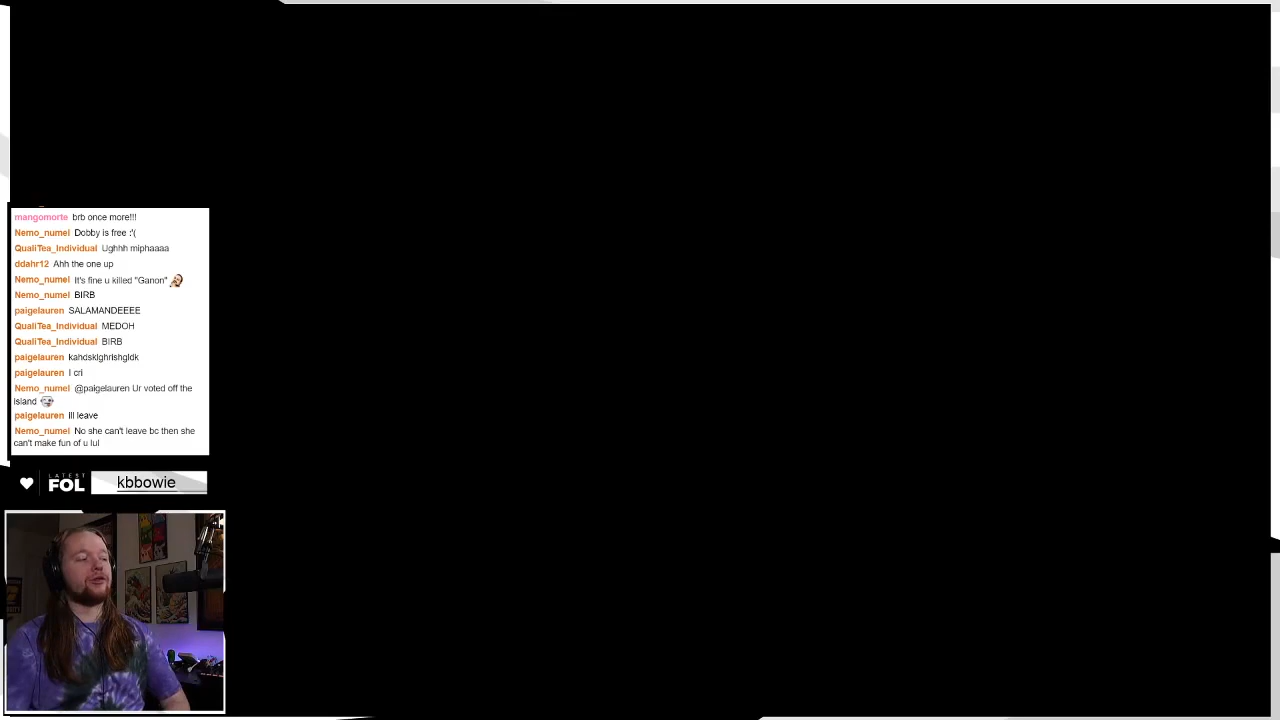 mangomorte brb once more!!!
Nemo_numel Dobby is free :'(
QualiTea_Individual Ughhh miphaaaa
ddahr12 Ahh the one up
Nemo_numel It's fine u killed "Ganon"
Nemo_numel BIRB
paigelauren SALAMANDEEEE
QualiTea_Individual MEDOH
QualiTea_Individual BIRB
paigelauren kahdsklghrishgldk
paigelauren I cri
Nemo_numel @paigelauren Ur voted off the
island
paigelauren Ill leave
Nemo_numel No she can't leave bc then she
can't make fun of u lul
LATEST
FOL kbbowie